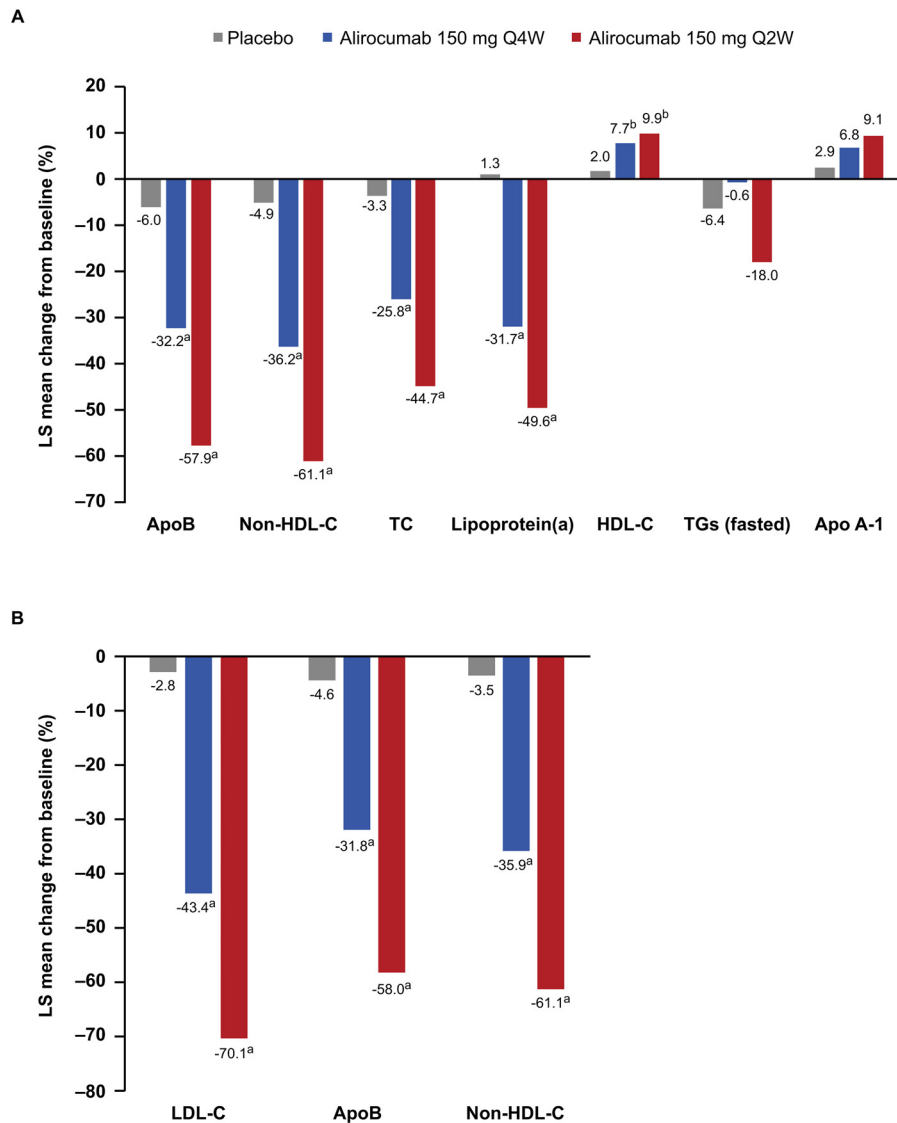 A
Placebo Alirocumab 150 mg Q4W Alirocumab 150 mg Q2W
LS mean change from baseline (%)
20
10
0
–10
–20
–30
–40
–50
–60
–70
-6.0
-32.2a
-57.9a
-4.9
-36.2a
-61.1a
-3.3
-25.8a
-44.7a
1.3
-31.7a
-49.6a
2.0
7.7b
9.9b
-6.4
-0.6
-18.0
2.9
6.8
9.1
ApoB Non-HDL-C TC Lipoprotein(a) HDL-C TGs (fasted) Apo A-1
B
LS mean change from baseline (%)
0
–10
–20
–30
–40
–50
–60
–70
–80
-2.8
-43.4a
-70.1a
-4.6
-31.8a
-58.0a
-3.5
-35.9a
-61.1a
LDL-C ApoB Non-HDL-C